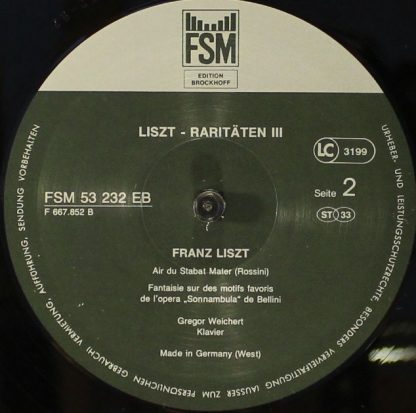 FSM
EDITION
BROCKHOFF
LISZT - RARITÄTEN III
LC 3199
FSM 53 232 EB
F 667.852 B
Seite 2
ST 33
FRANZ LISZT
Air du Stabat Mater (Rossini)
Fantaisie sur des motifs favoris
de l'opera „Sonnambula" de Bellini
Gregor Weichert
Klavier
Made in Germany (West)
URHEBER- UND LEISTUNGSSCHUTZRECHTE, BESONDERS VERVIELFÄLTIGUNG (AUSSER ZUM PERSÖNLICHEN GEBRAUCH) VERMIETUNG, AUFFÜHRUNG, SENDUNG VORBEHALTEN